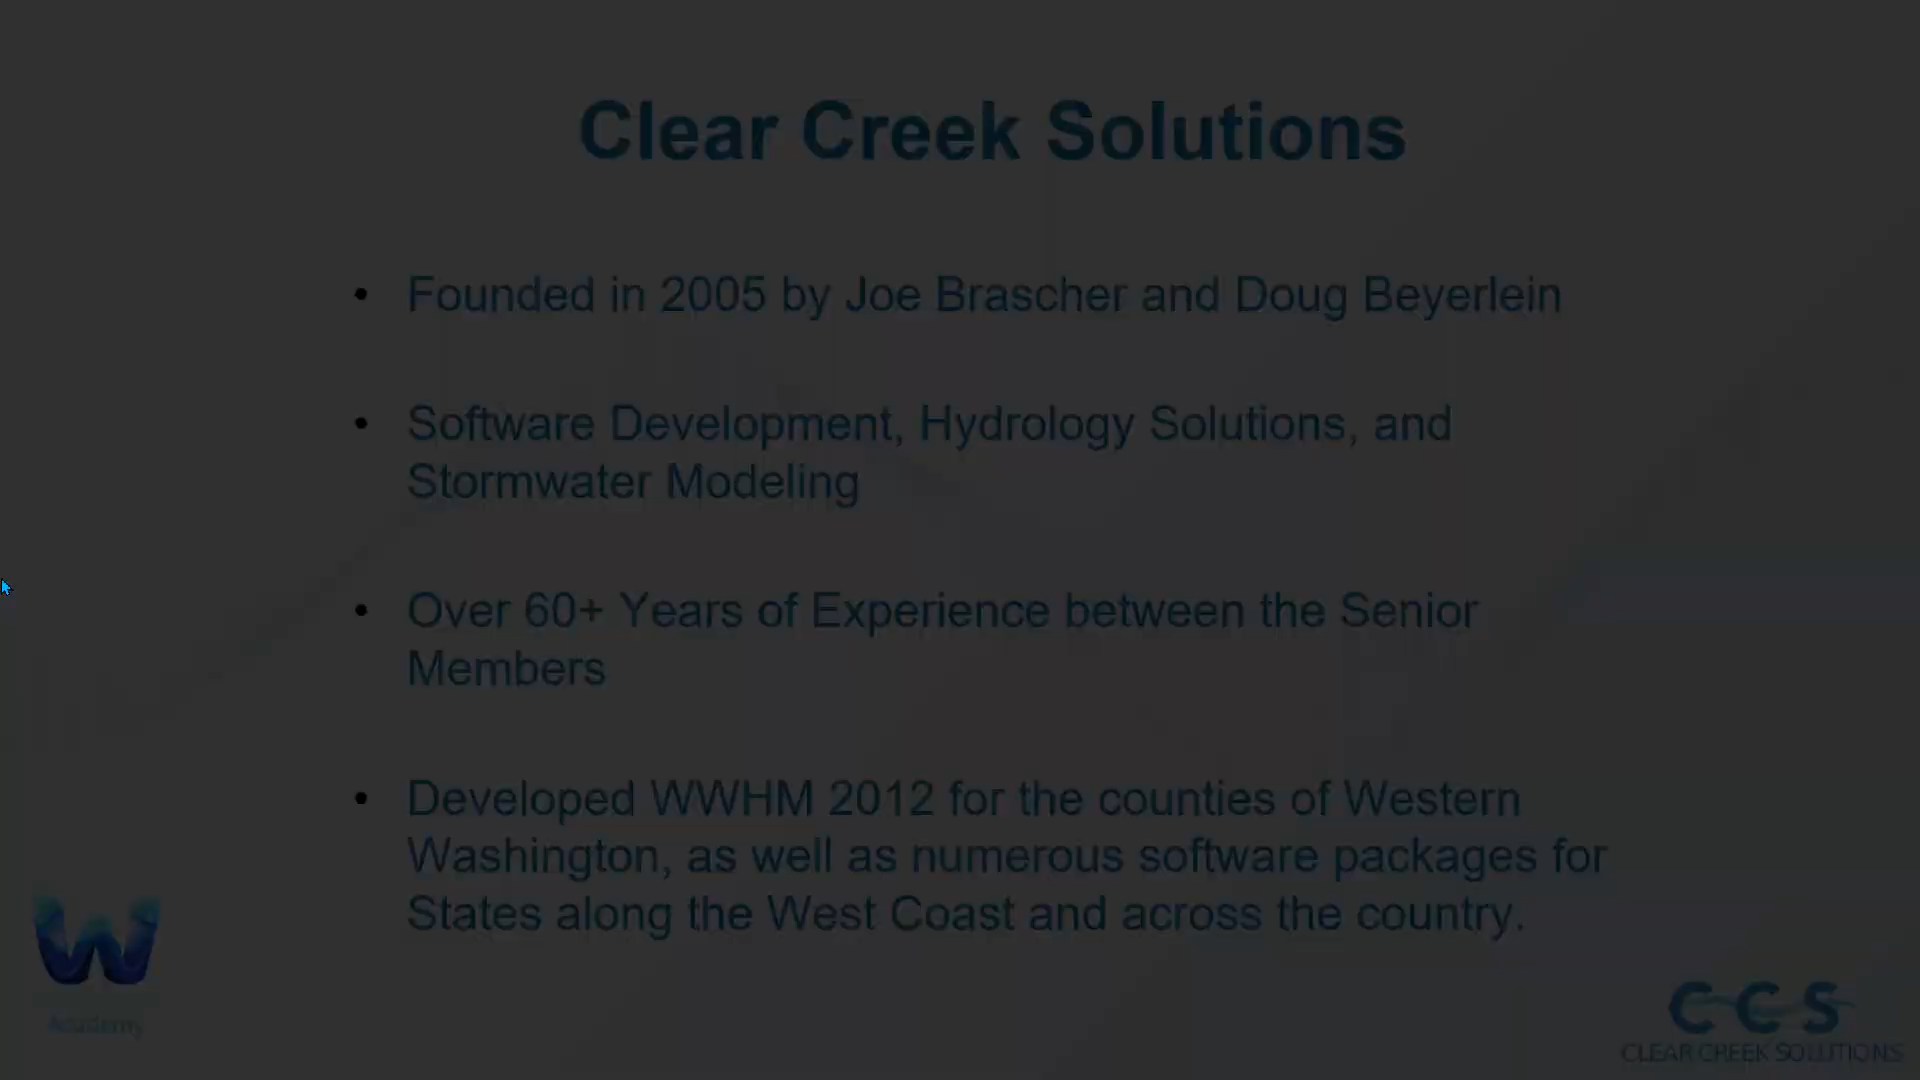 Clear Creek Solutions
• Founded in 2005 by Joe Brascher and Doug Beyerlein
• Software Development, Hydrology Solutions, and
Stormwater Modeling
• Over 60+ Years of Experience between the Senior
Members
• Developed WWHM 2012 for the counties of Western
Washington, as well as numerous software packages for
States along the West Coast and across the country.
W
Academy
CCS
CLEAR CREEK SOLUTIONS